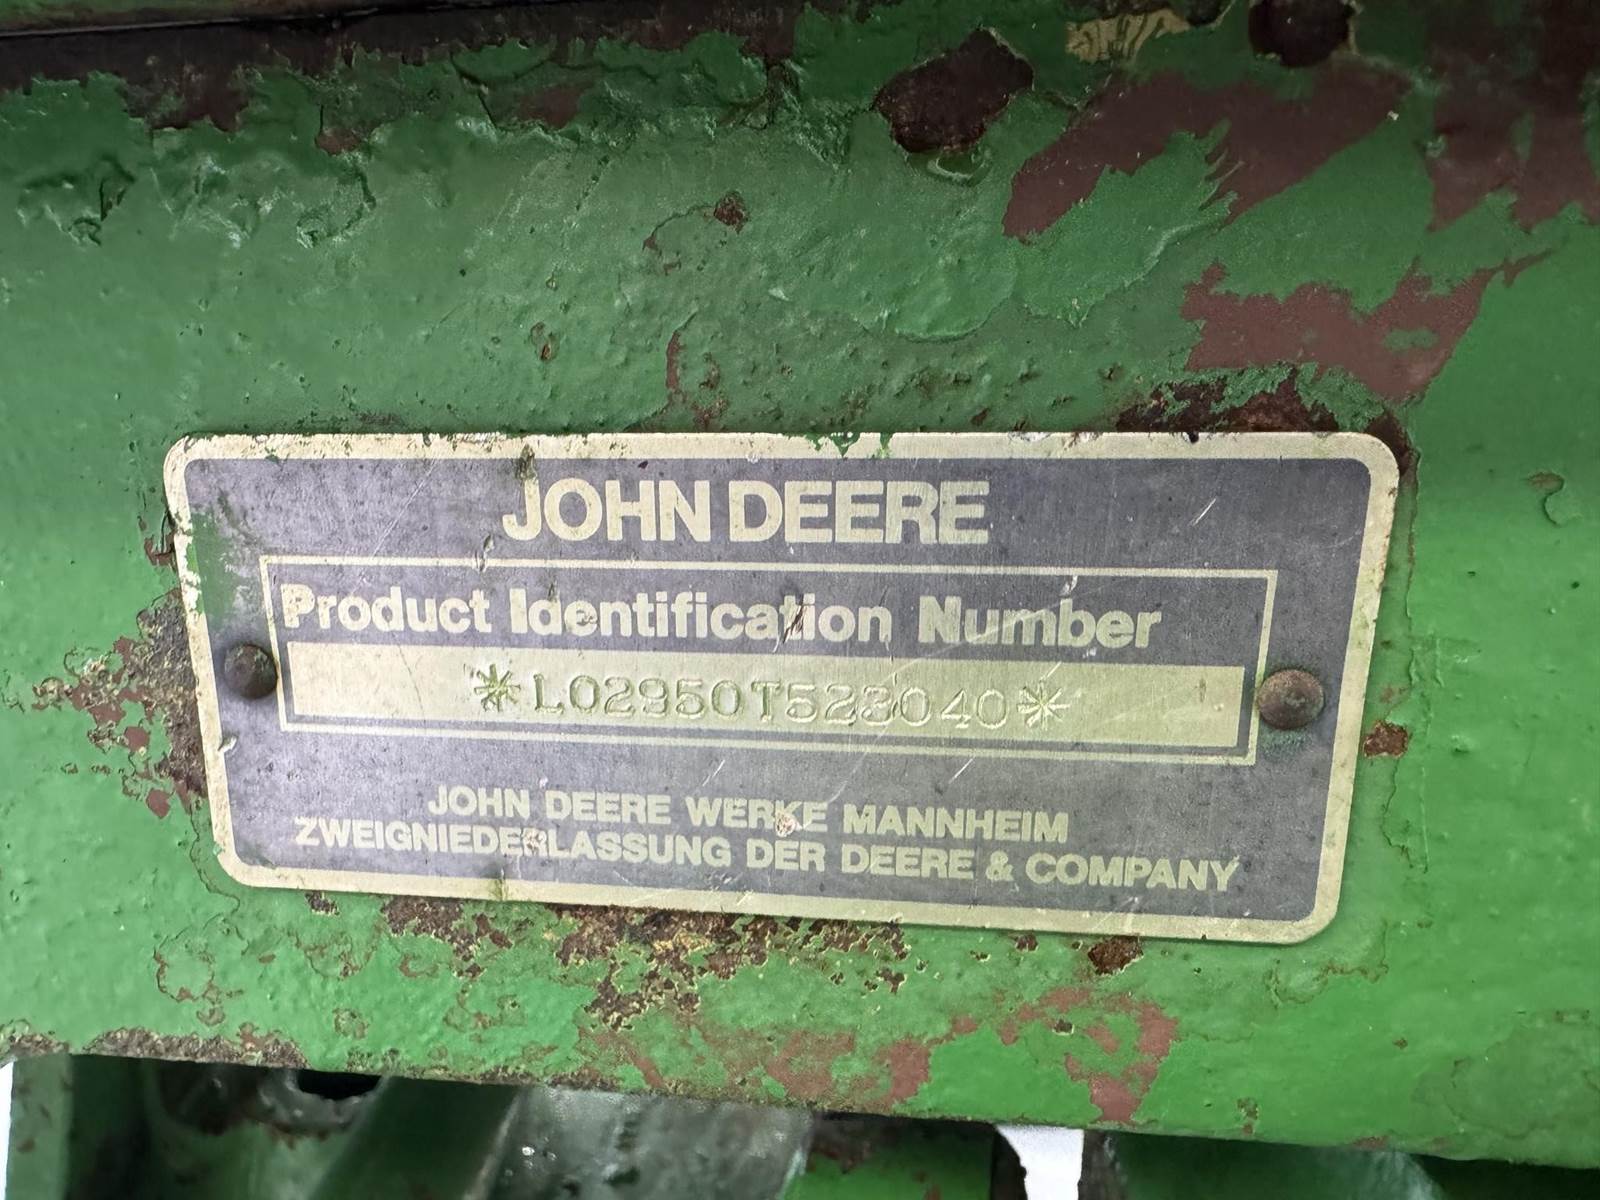 JOHN DEERE
Product Identification Number
*L02950T523040*
JOHN DEERE WERKE MANNHEIM
ZWEIGNIEDERLASSUNG DER DEERE & COMPANY